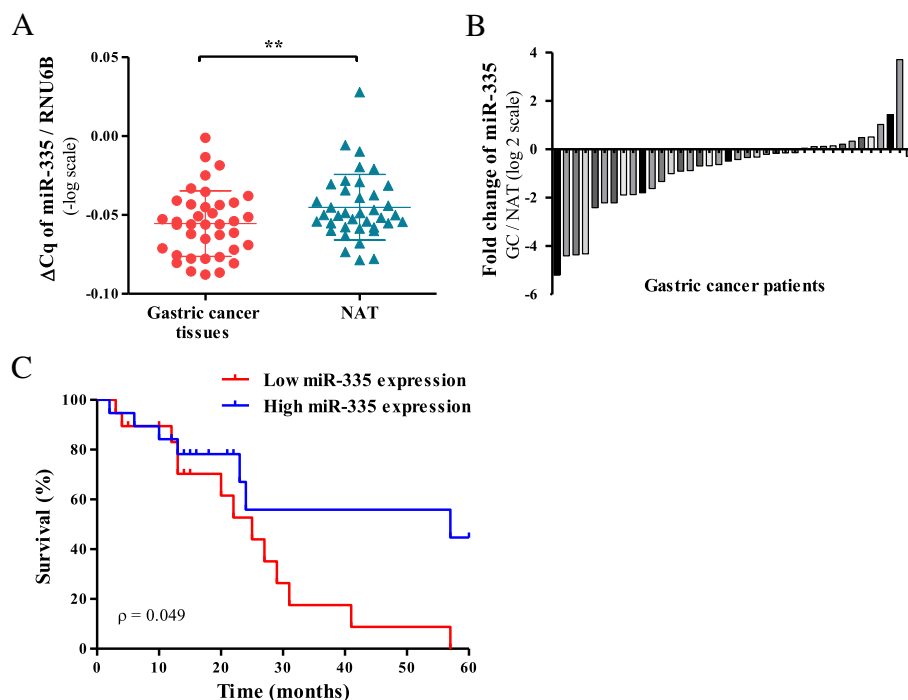 A
ΔCq of miR-335 / RNU6B
(-log scale)
0.05
0.00
-0.05
-0.10
**
Gastric cancer
tissues
NAT
B
Fold change of miR-335
GC / NAT (log 2 scale)
4
2
0
-2
-4
-6
Gastric cancer patients
C
Low miR-335 expression
High miR-335 expression
Survival (%)
100
80
60
40
20
0
ρ = 0.049
0
10
20
30
40
50
60
Time (months)